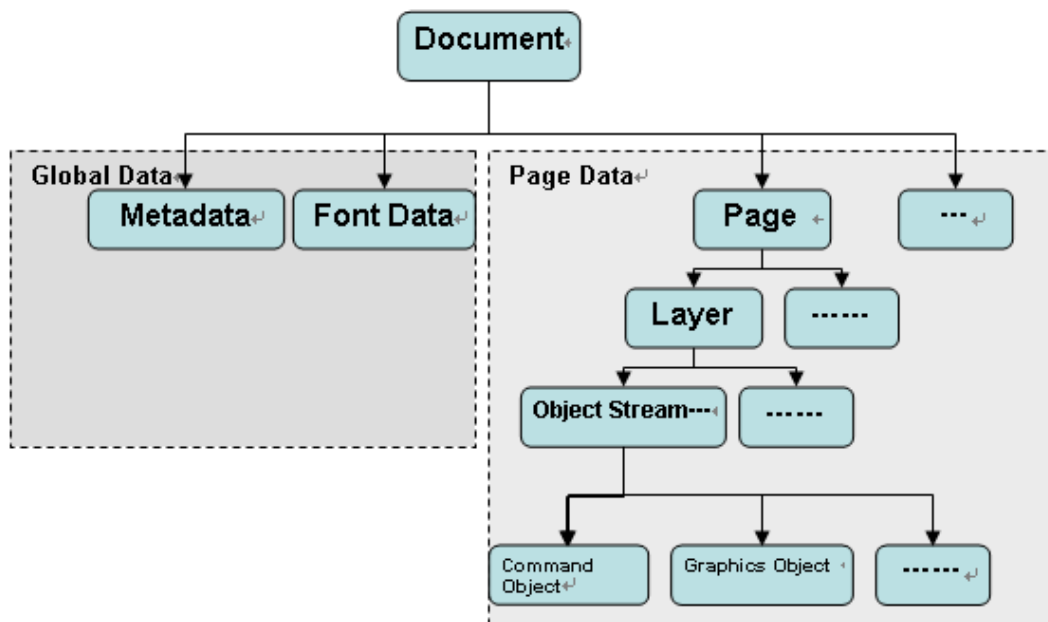 Document
Global Data
Page Data
Metadata
Font Data
Page
---
Layer
------
Object Stream---
------
Command
Object
Graphics Object
------